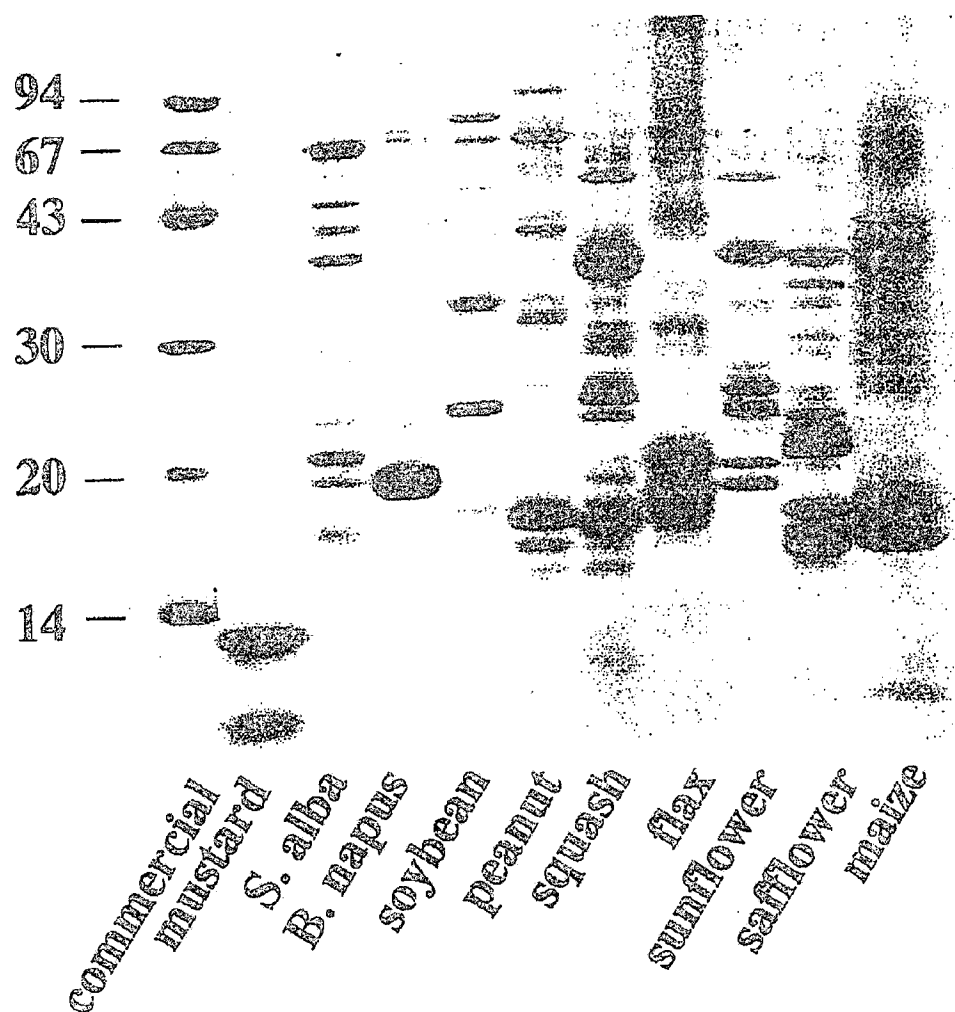 94
67
43
30
20
14
commercial
mustard
S. alba
B. napus
soybean
peanut
squash
flax
sunflower
safflower
maize